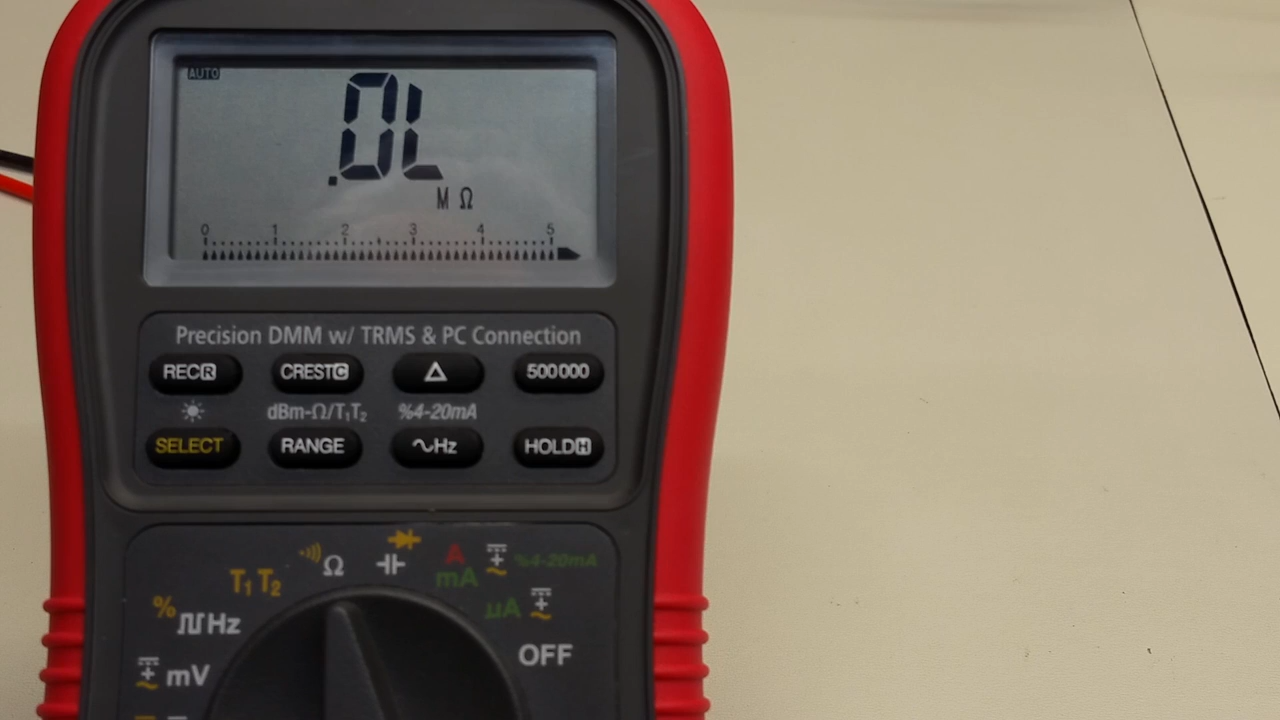 AUTO
.0L
M Ω
0 1 2 3 4 5
Precision DMM w/ TRMS & PC Connection
REC R CREST C Δ 500000
dBm-Ω/T1T2 %4-20mA
SELECT RANGE ~Hz HOLD H
Ω
A %4-20mA
mA
T1 T2
µA
%
Hz
OFF
mV